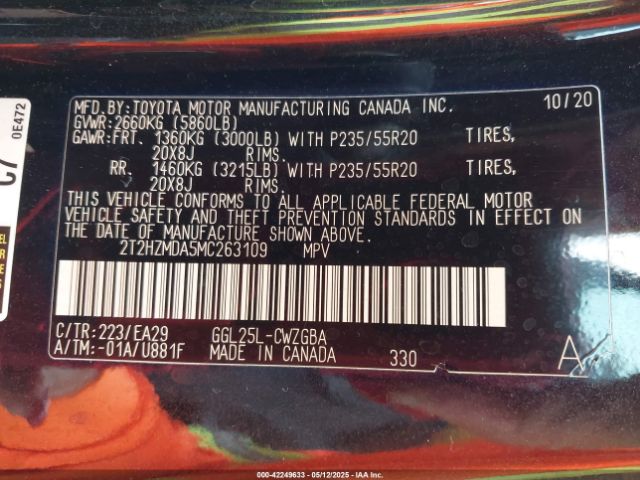 MFD.BY:TOYOTA MOTOR MANUFACTURING CANADA INC. 10/20
GVWR:2660KG (5860LB)
GAWR:FRT. 1360KG (3000LB) WITH P235/55R20 TIRES,
20X8J RIMS.
RR. 1460KG (3215LB) WITH P235/55R20 TIRES,
20X8J RIMS.
THIS VEHICLE CONFORMS TO ALL APPLICABLE FEDERAL MOTOR
VEHICLE SAFETY AND THEFT PREVENTION STANDARDS IN EFFECT
ON THE DATE OF MANUFACTURE SHOWN ABOVE.
2T2HZMDA5MC263109 MPV
C/TR:223/EA29 GGL25L-CWZGBA
A/TM:-01A/U881F MADE IN CANADA 330 A
0E472
C7
000-42249633 - 05/12/2025 - IAA, Inc.